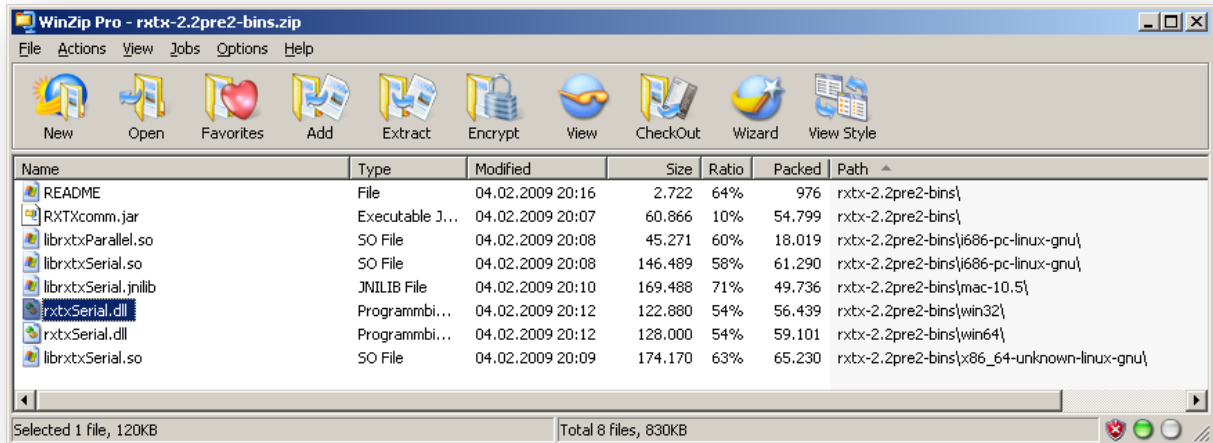 WinZip Pro - rxtx-2.2pre2-bins.zip
File Actions View Jobs Options Help
New Open Favorites Add Extract Encrypt View CheckOut Wizard View Style
Name Type Modified Size Ratio Packed Path
README File 04.02.2009 20:16 2.722 64% 976 rxtx-2.2pre2-bins\
RXTXcomm.jar Executable J... 04.02.2009 20:07 60.866 10% 54.799 rxtx-2.2pre2-bins\
librxtxParallel.so SO File 04.02.2009 20:08 45.271 60% 18.019 rxtx-2.2pre2-bins\i686-pc-linux-gnu\
librxtxSerial.so SO File 04.02.2009 20:08 146.489 58% 61.290 rxtx-2.2pre2-bins\i686-pc-linux-gnu\
librxtxSerial.jnilib JNILIB File 04.02.2009 20:10 169.488 71% 49.736 rxtx-2.2pre2-bins\mac-10.5\
rxtxSerial.dll Programmbi... 04.02.2009 20:12 122.880 54% 56.439 rxtx-2.2pre2-bins\win32\
rxtxSerial.dll Programmbi... 04.02.2009 20:12 128.000 54% 59.101 rxtx-2.2pre2-bins\win64\
librxtxSerial.so SO File 04.02.2009 20:09 174.170 63% 65.230 rxtx-2.2pre2-bins\x86_64-unknown-linux-gnu\
Selected 1 file, 120KB Total 8 files, 830KB